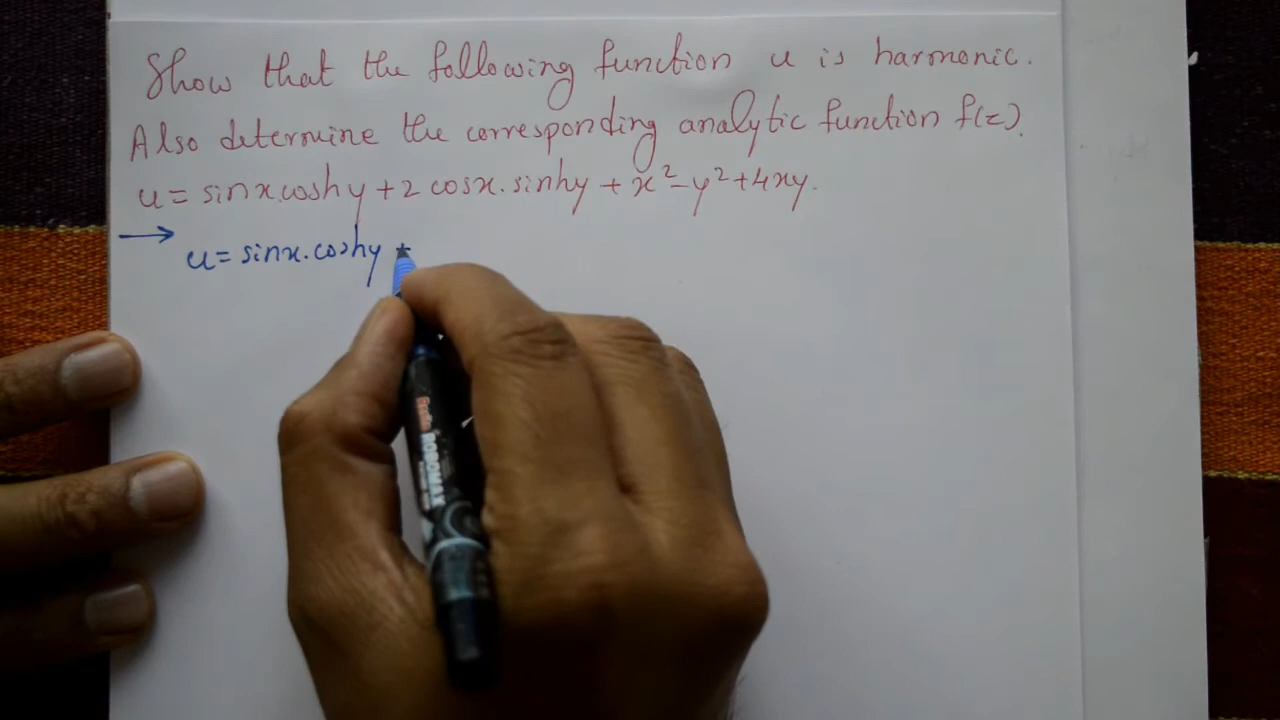 Show that the following function u is harmonic.
Also determine the corresponding analytic function f(z).
u = sinx.coshy + 2 cosx.sinhy + x² - y² + 4xy.
→ u = sinx.coshy +
ROBOMAX